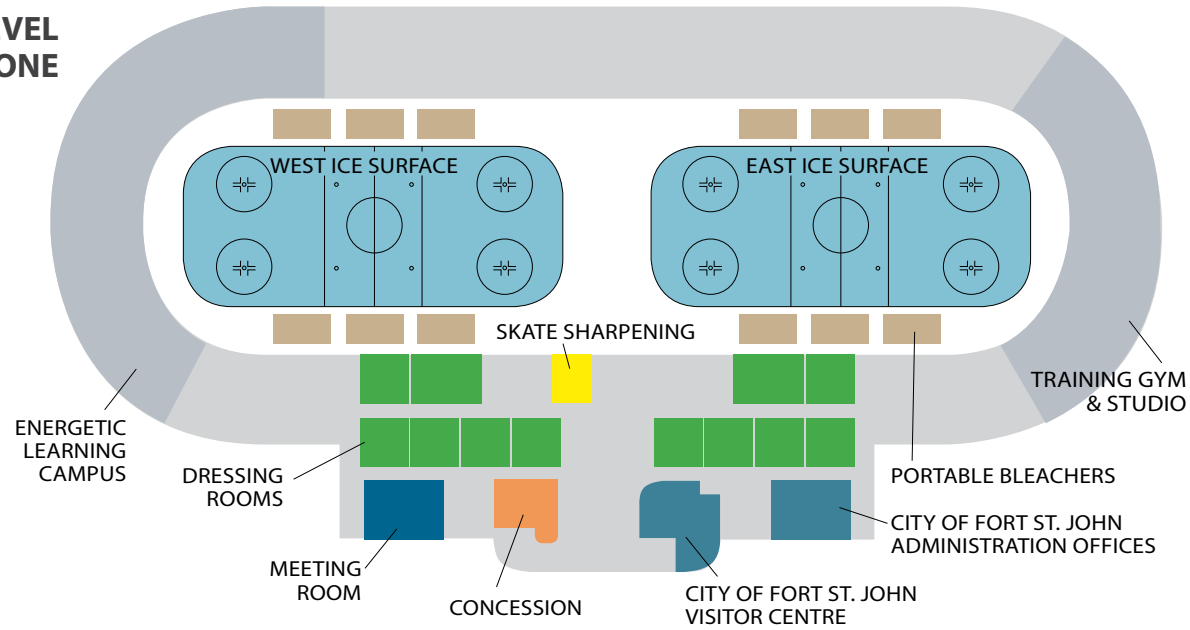 EVEL
ONE
WEST ICE SURFACE
EAST ICE SURFACE
SKATE SHARPENING
TRAINING GYM
& STUDIO
ENERGETIC
LEARNING
CAMPUS
DRESSING
ROOMS
PORTABLE BLEACHERS
CITY OF FORT ST. JOHN
ADMINISTRATION OFFICES
MEETING
ROOM
CONCESSION
CITY OF FORT ST. JOHN
VISITOR CENTRE